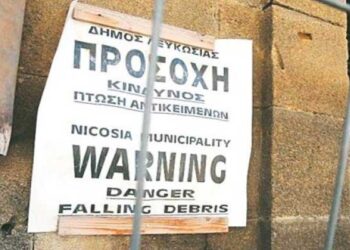 ΔΗΜΟΣ ΛΕΥΚΩΣΙΑΣ
ΠΡΟΣΟΧΗ
ΚΙΝΔΥΝΟΣ
ΠΤΩΣΗ ΑΝΤΙΚΕΙΜΕΝΩΝ
NICOSIA MUNICIPALITY
WARNING
DANGER
FALLING DEBRIS